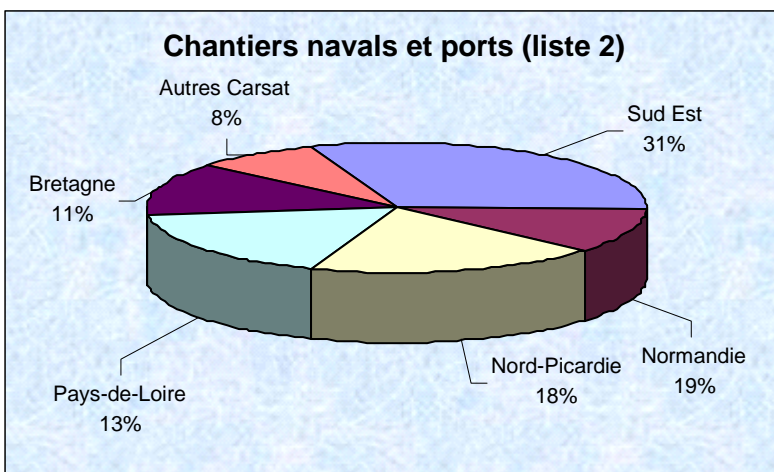 Chantiers navals et ports (liste 2)
Autres Carsat
8%
Sud Est
31%
Bretagne
11%
Normandie
19%
Nord-Picardie
18%
Pays-de-Loire
13%